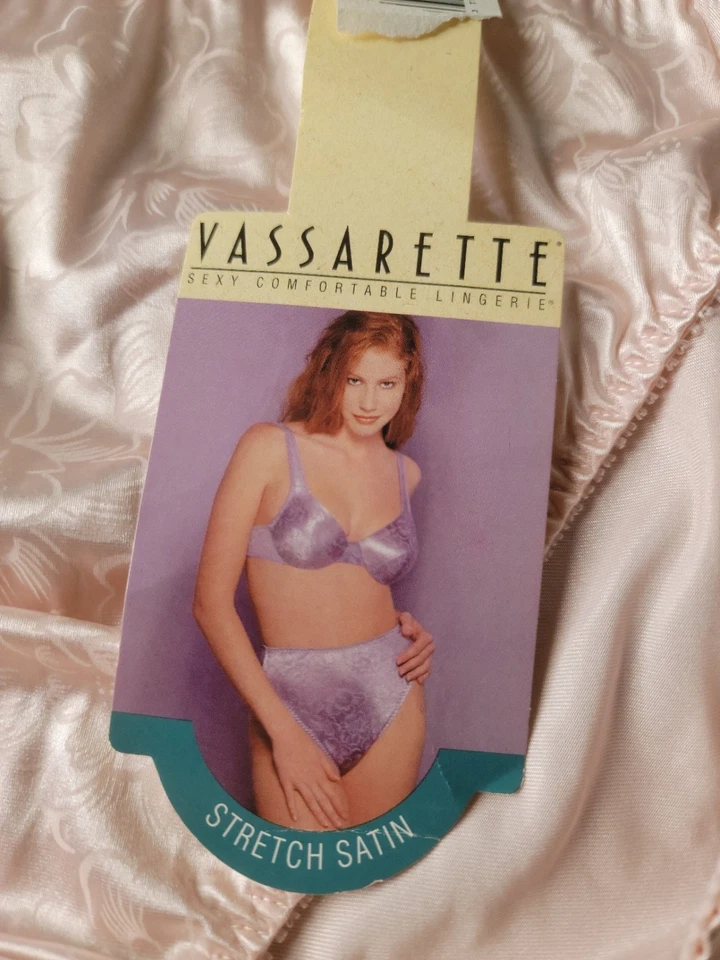 VASSARETTE®
SEXY COMFORTABLE LINGERIE®
STRETCH SATIN